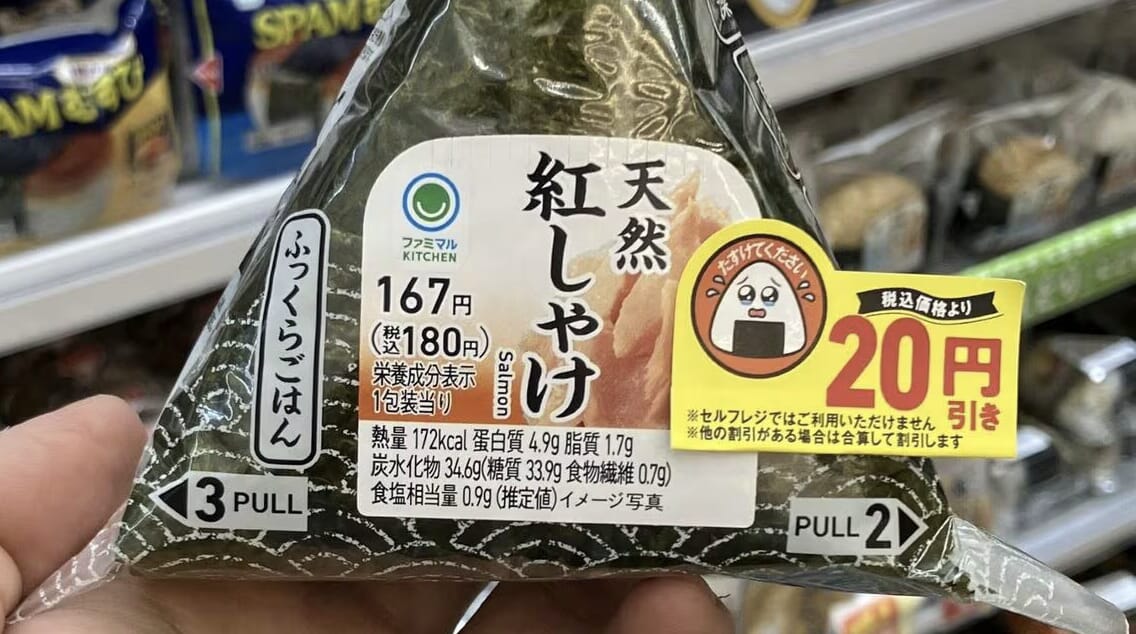 SPAMむすび
SPAM
ふっくらごはん
ファミマル
KITCHEN
天然
紅しゃけ
Salmon
167円
(税込180円)
栄養成分表示
1包装当り
熱量 172kcal 蛋白質 4.9g 脂質 1.7g
炭水化物 34.6g(糖質 33.9g 食物繊維 0.7g)
食塩相当量 0.9g (推定値) イメージ写真
3 PULL
PULL 2
たすけてください
税込価格より
20円
引き
※セルフレジではご利用いただけません
※他の割引がある場合は合算して割引します